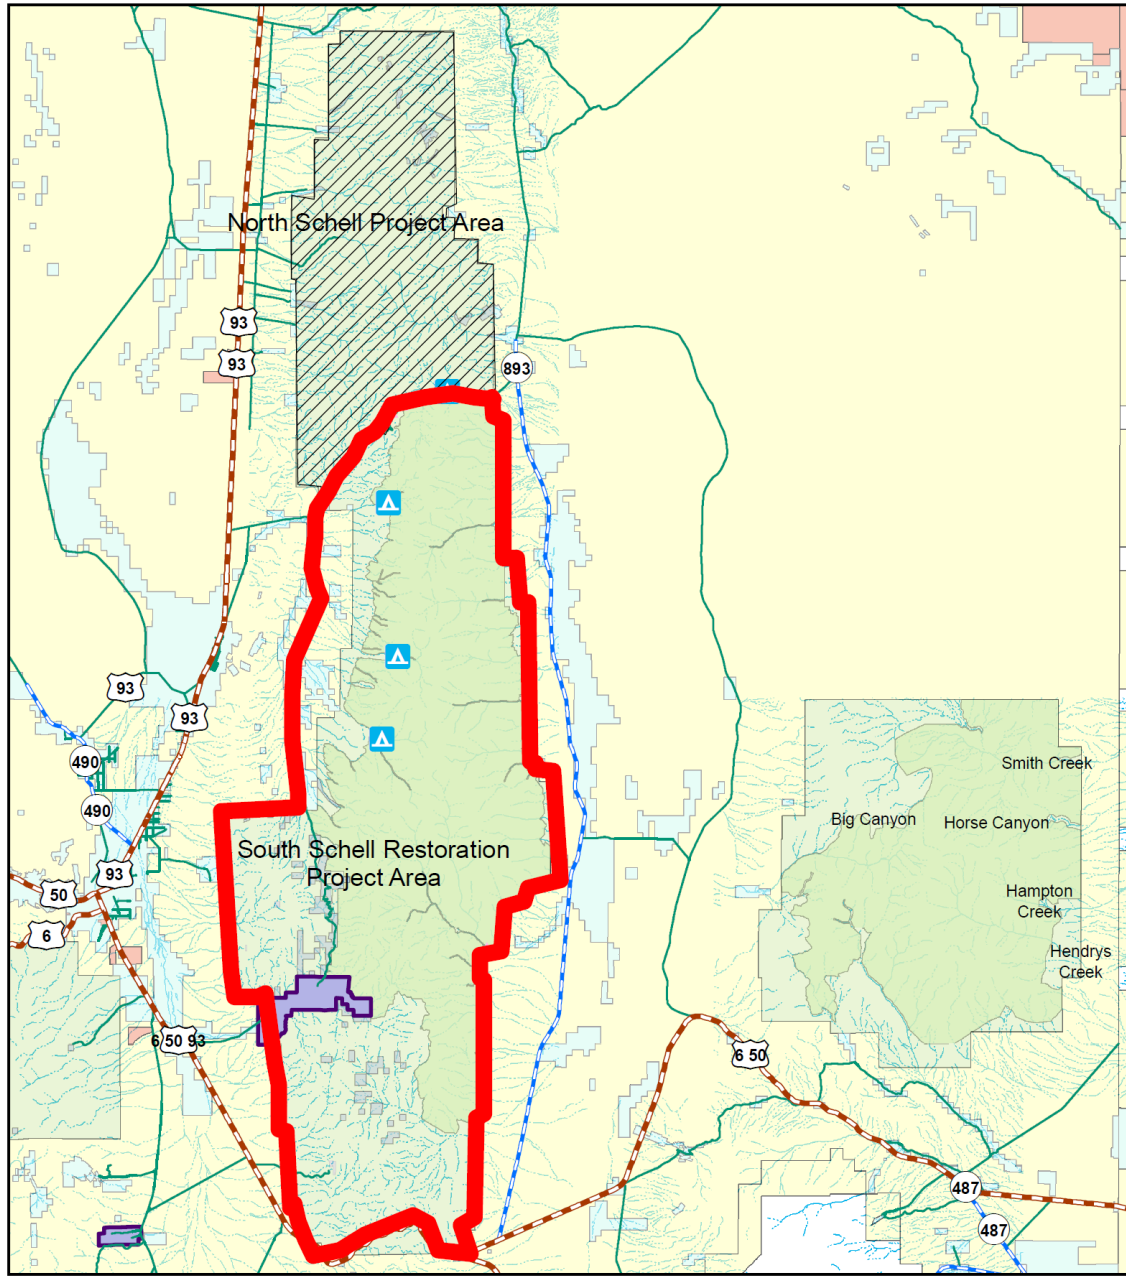 North Schell Project Area
93
93
893
93
93
490
490
93
50
6
6 50 93
South Schell Restoration
Project Area
Smith Creek
Big Canyon
Horse Canyon
Hampton
Creek
Hendrys
Creek
6 50
487
487